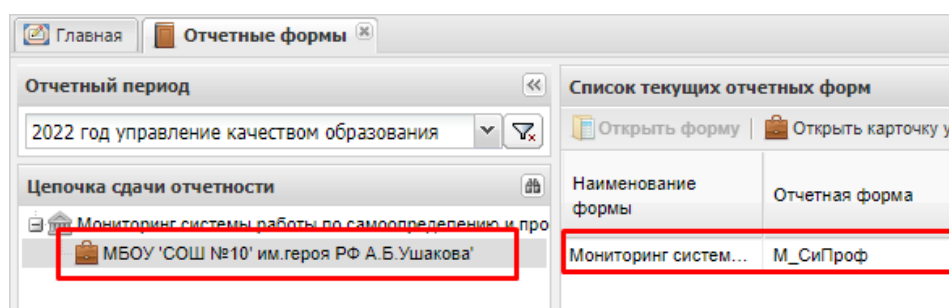 Главная
Отчетные формы
Отчетный период
2022 год управление качеством образования
Цепочка сдачи отчетности
Мониторинг системы работы по самоопределению и про
МБОУ 'СОШ №10' им.героя РФ А.Б.Ушакова'
Список текущих отчетных форм
Открыть форму
Открыть карточку у
Наименование
формы
Отчетная форма
Мониторинг систем...
М_СиПроф